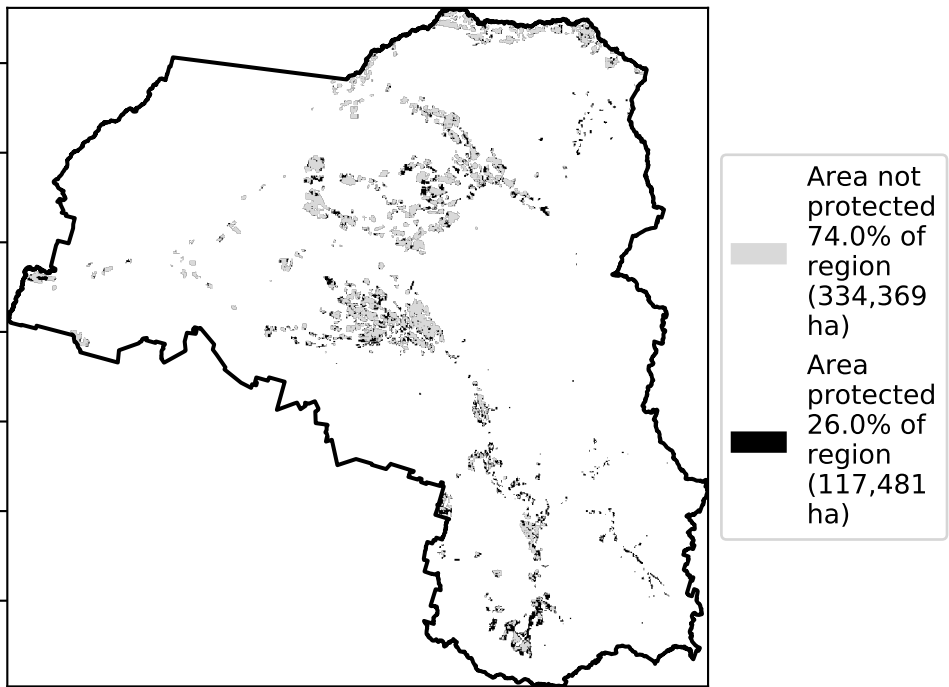 Area not
protected
74.0% of
region
(334,369
ha)
Area
protected
26.0% of
region
(117,481
ha)